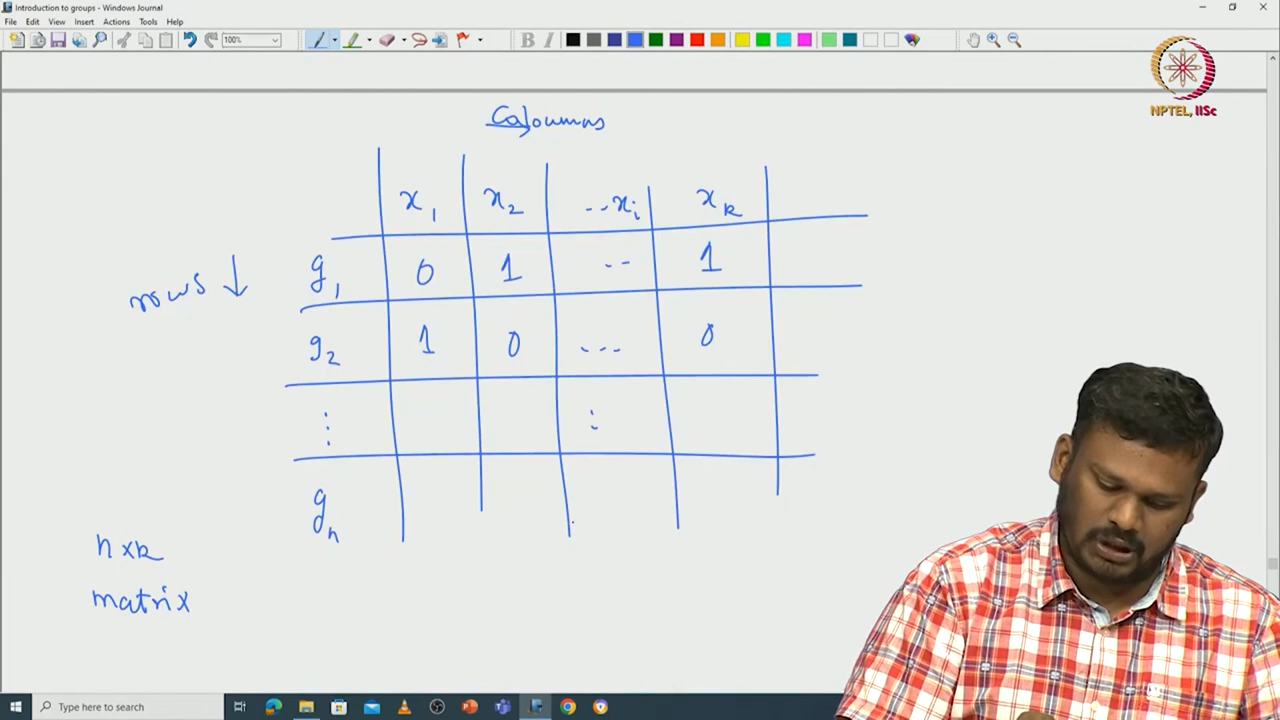 Introduction to groups - Windows Journal
File Edit View Insert Actions Tools Help
100%
B I
NPTEL, IISc
Coloumns
x1 x2 ..xi xk
rows ↓ g1 0 1 .. 1
g2 1 0 ... 0
⋮ ⋮
gn
n x k
matrix
Type here to search